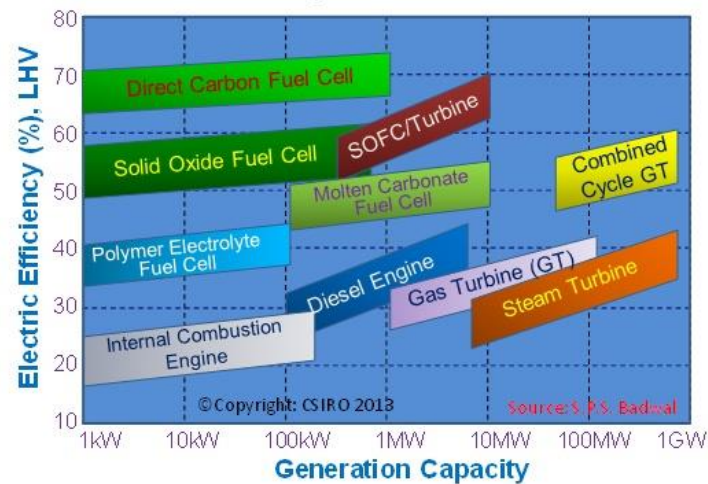 80
70
60
50
40
30
20
10
Electric Efficiency (%), LHV
Direct Carbon Fuel Cell
SOFC/Turbine
Solid Oxide Fuel Cell
Combined
Cycle GT
Molten Carbonate
Fuel Cell
Polymer Electrolyte
Fuel Cell
Diesel Engine
Gas Turbine (GT)
Steam Turbine
Internal Combustion
Engine
©Copyright: CSIRO 2013
Source: S.P.S. Badwal
1kW 10kW 100kW 1MW 10MW 100MW 1GW
Generation Capacity